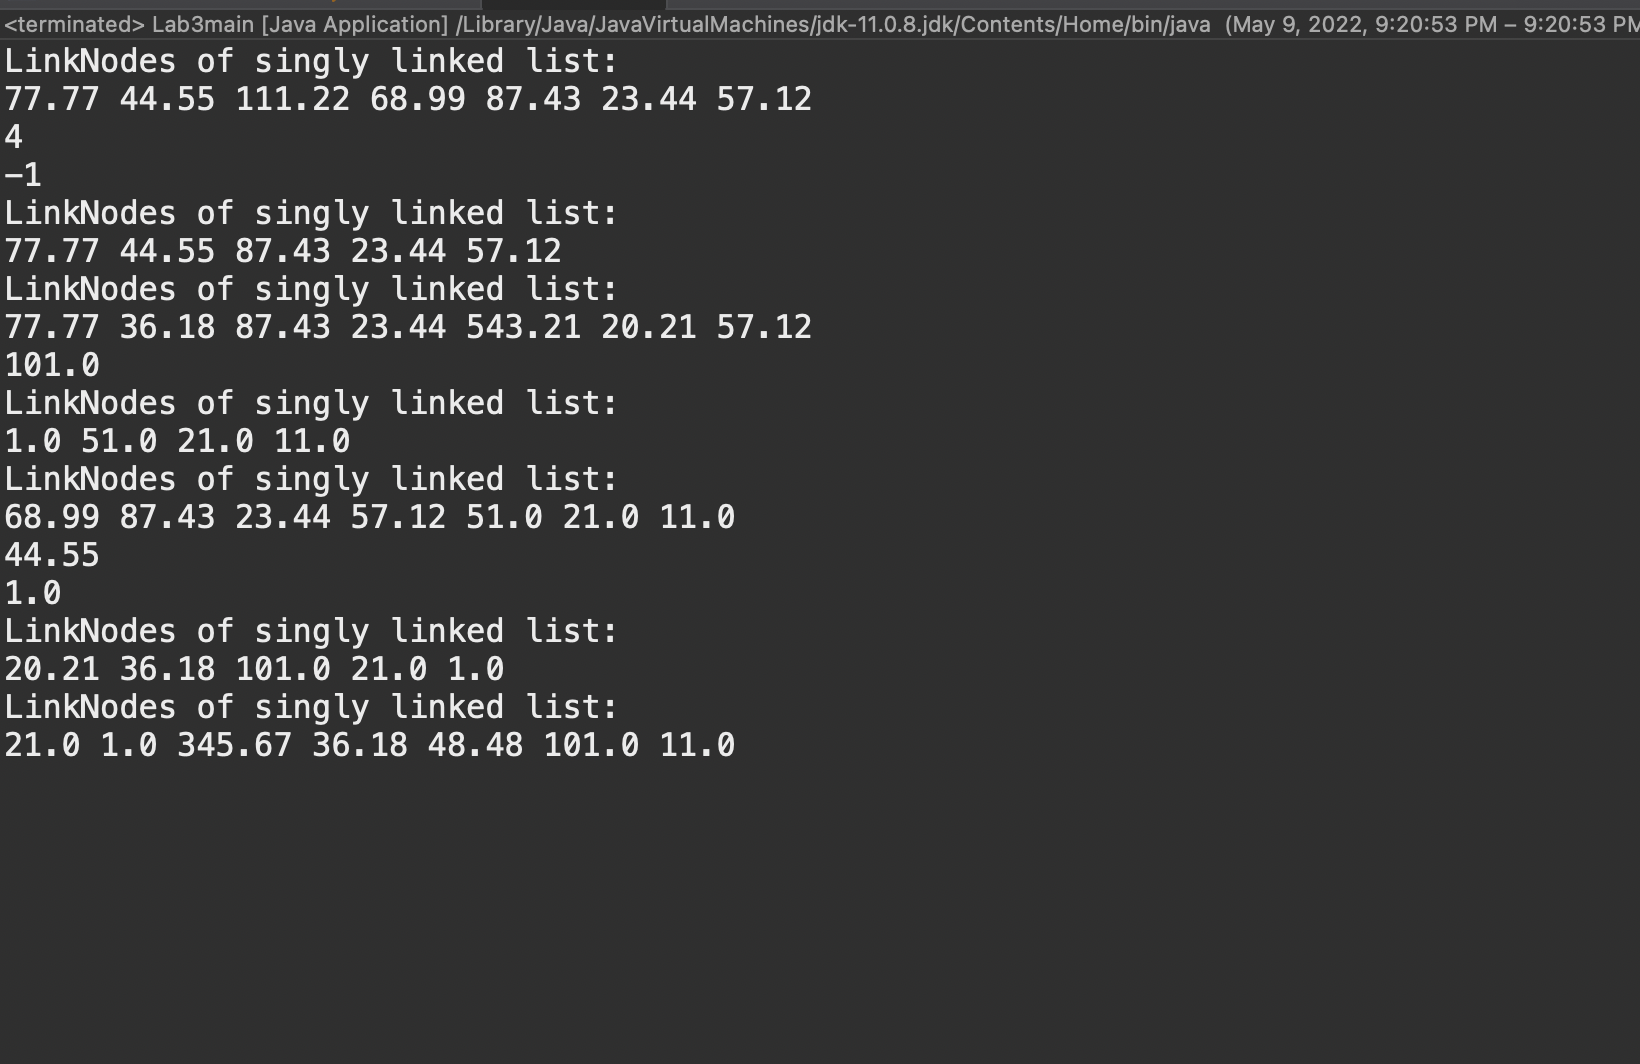 <terminated> Lab3main [Java Application] /Library/Java/JavaVirtualMachines/jdk-11.0.8.jdk/Contents/Home/bin/java (May 9, 2022, 9:20:53 PM – 9:20:53 PM
LinkNodes of singly linked list:
77.77 44.55 111.22 68.99 87.43 23.44 57.12
4
-1
LinkNodes of singly linked list:
77.77 44.55 87.43 23.44 57.12
LinkNodes of singly linked list:
77.77 36.18 87.43 23.44 543.21 20.21 57.12
101.0
LinkNodes of singly linked list:
1.0 51.0 21.0 11.0
LinkNodes of singly linked list:
68.99 87.43 23.44 57.12 51.0 21.0 11.0
44.55
1.0
LinkNodes of singly linked list:
20.21 36.18 101.0 21.0 1.0
LinkNodes of singly linked list:
21.0 1.0 345.67 36.18 48.48 101.0 11.0